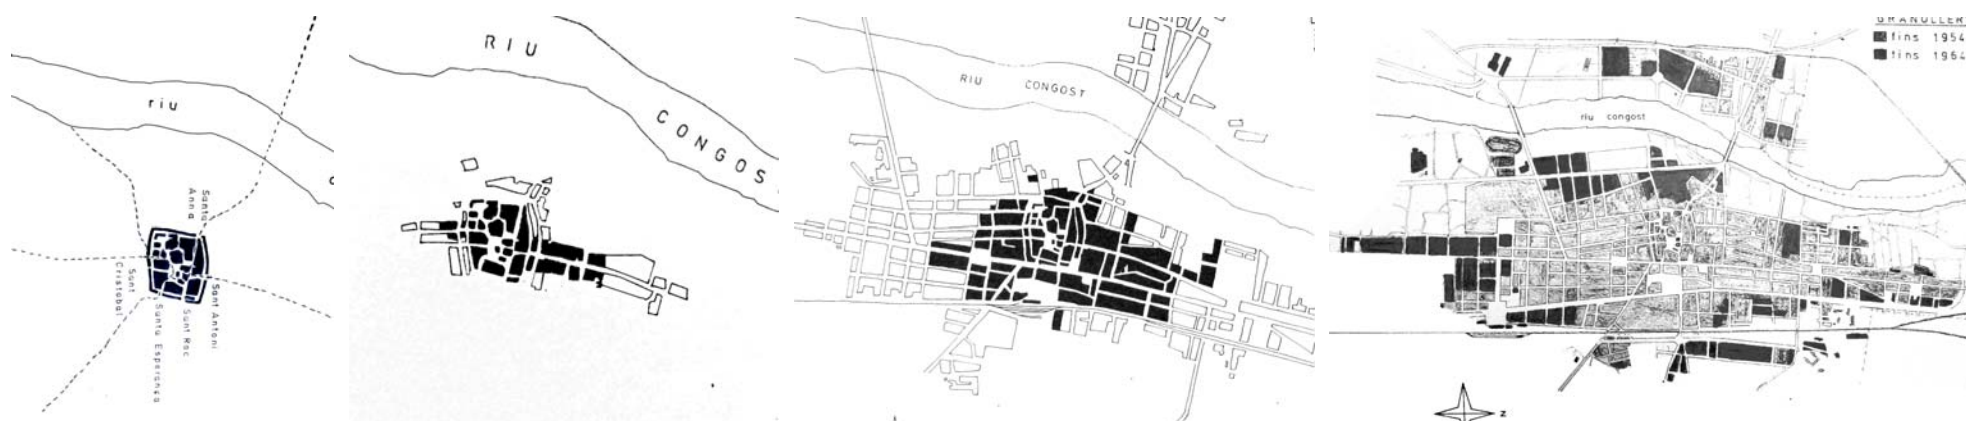 riu
Santa
Anna
Sant
Cristobal
Santa Esperança
Sant Roc
Sant Antoni
RIU
CONGOS
RIU CONGOST
GRANOLLER
fins 1954
fins 1964
riu congost
Z